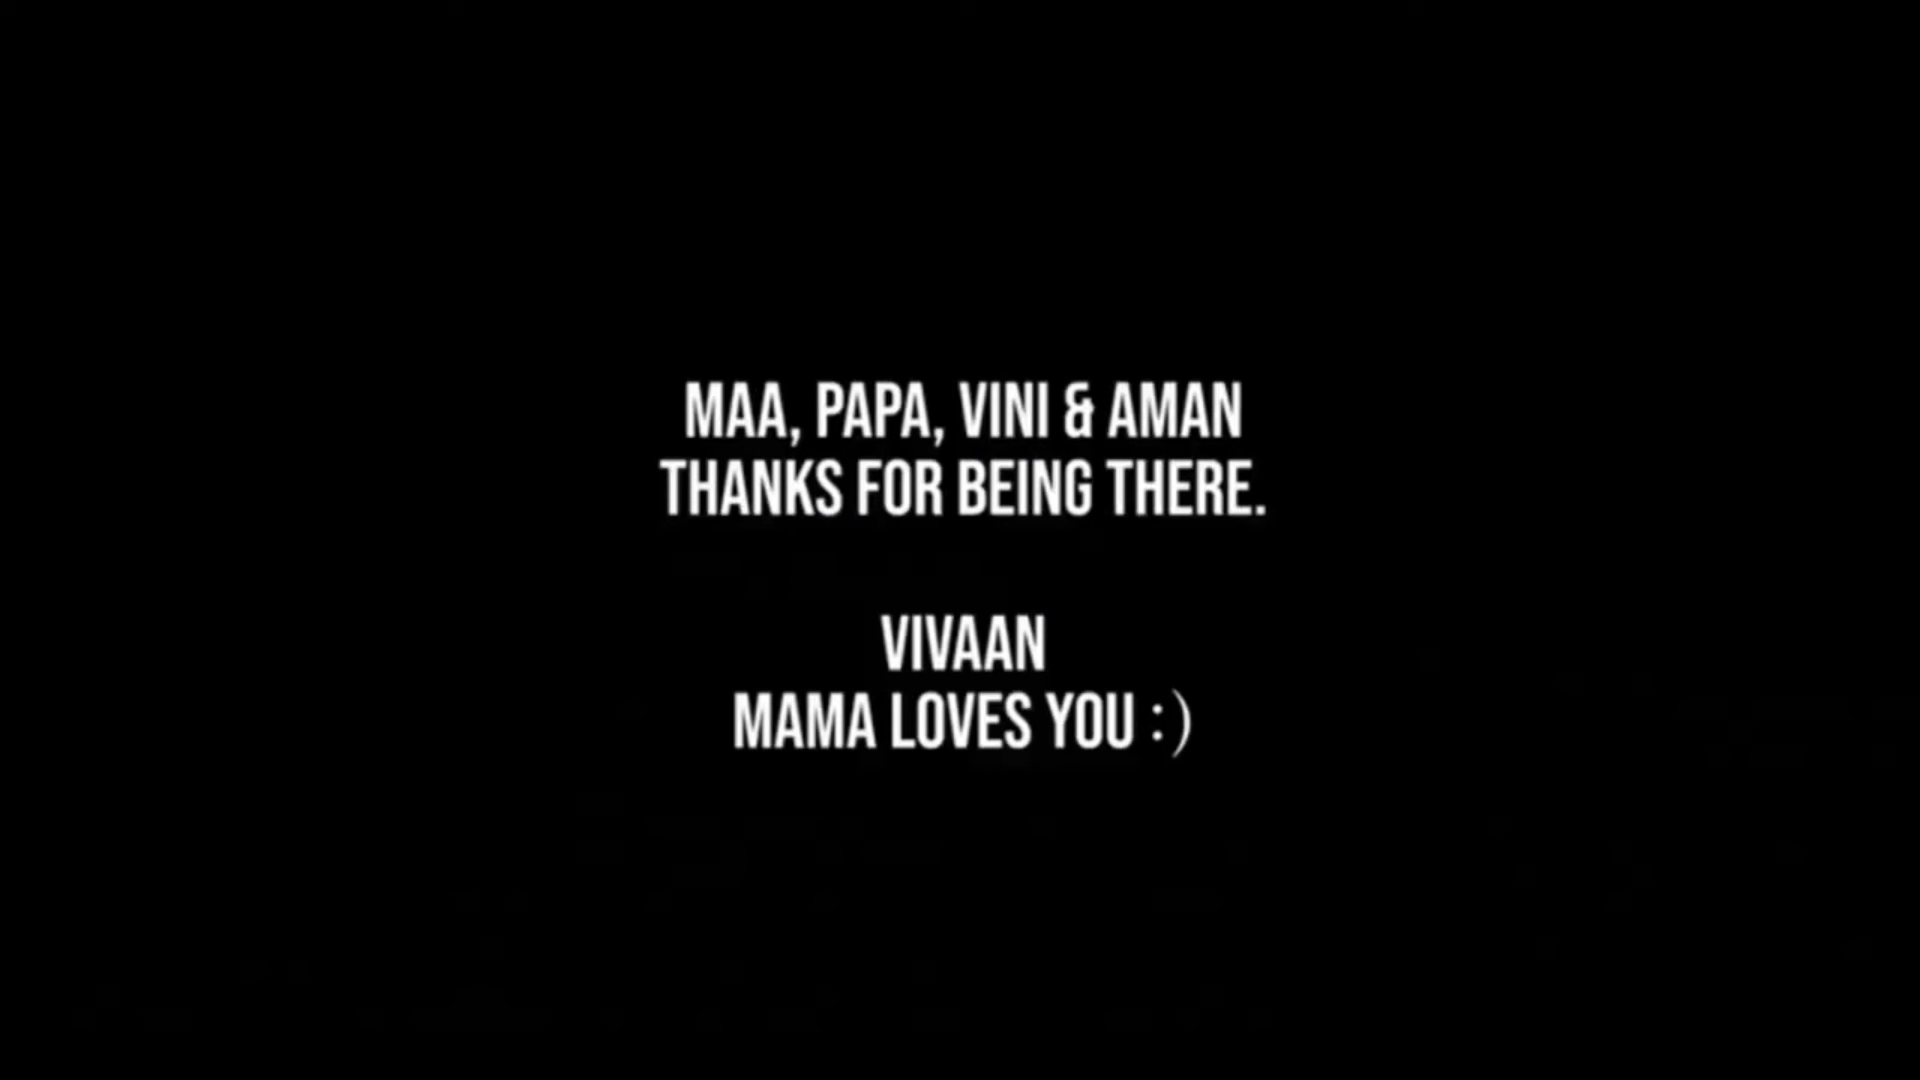 MAA, PAPA, VINI & AMAN
THANKS FOR BEING THERE.
VIVAAN
MAMA LOVES YOU :)